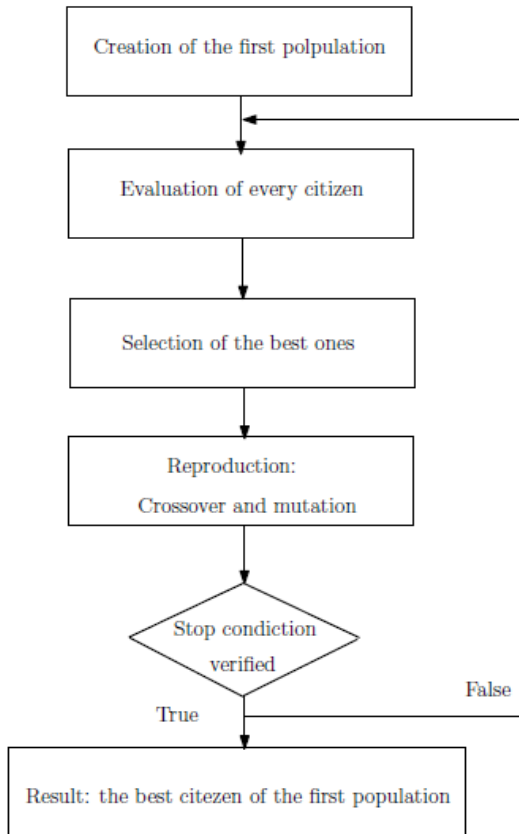 Creation of the first polpulation
Evaluation of every citizen
Selection of the best ones
Reproduction:
Crossover and mutation
Stop condiction
verified
False
True
Result: the best citezen of the first population